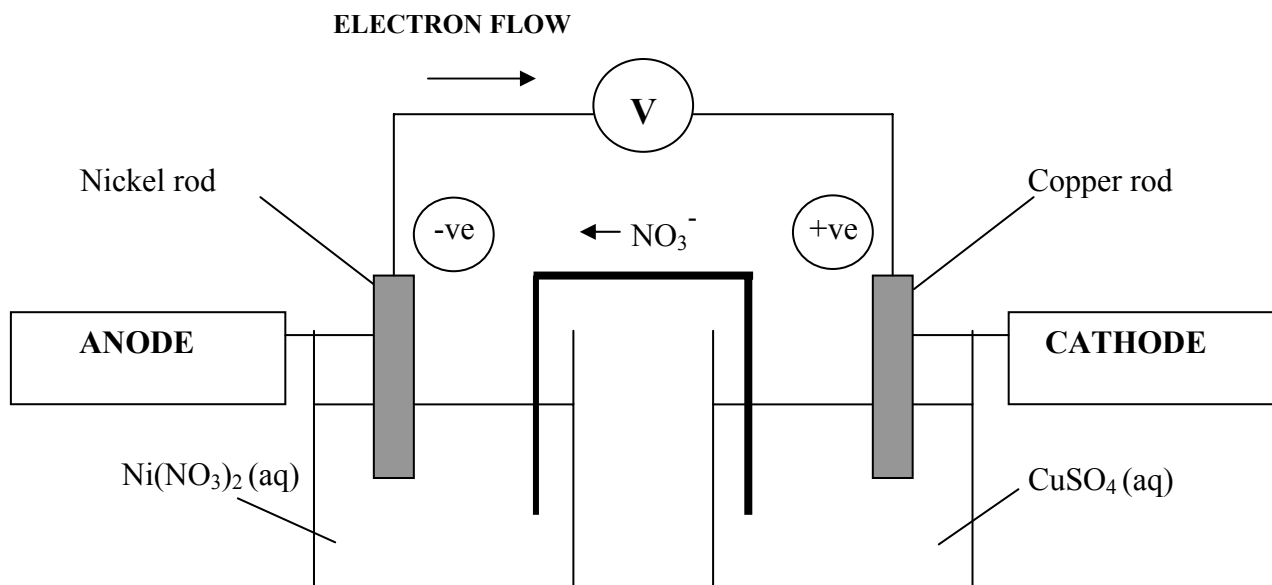 ELECTRON FLOW
V
Nickel rod
Copper rod
-ve
NO₃⁻
+ve
ANODE
CATHODE
Ni(NO₃)₂ (aq)
CuSO₄ (aq)